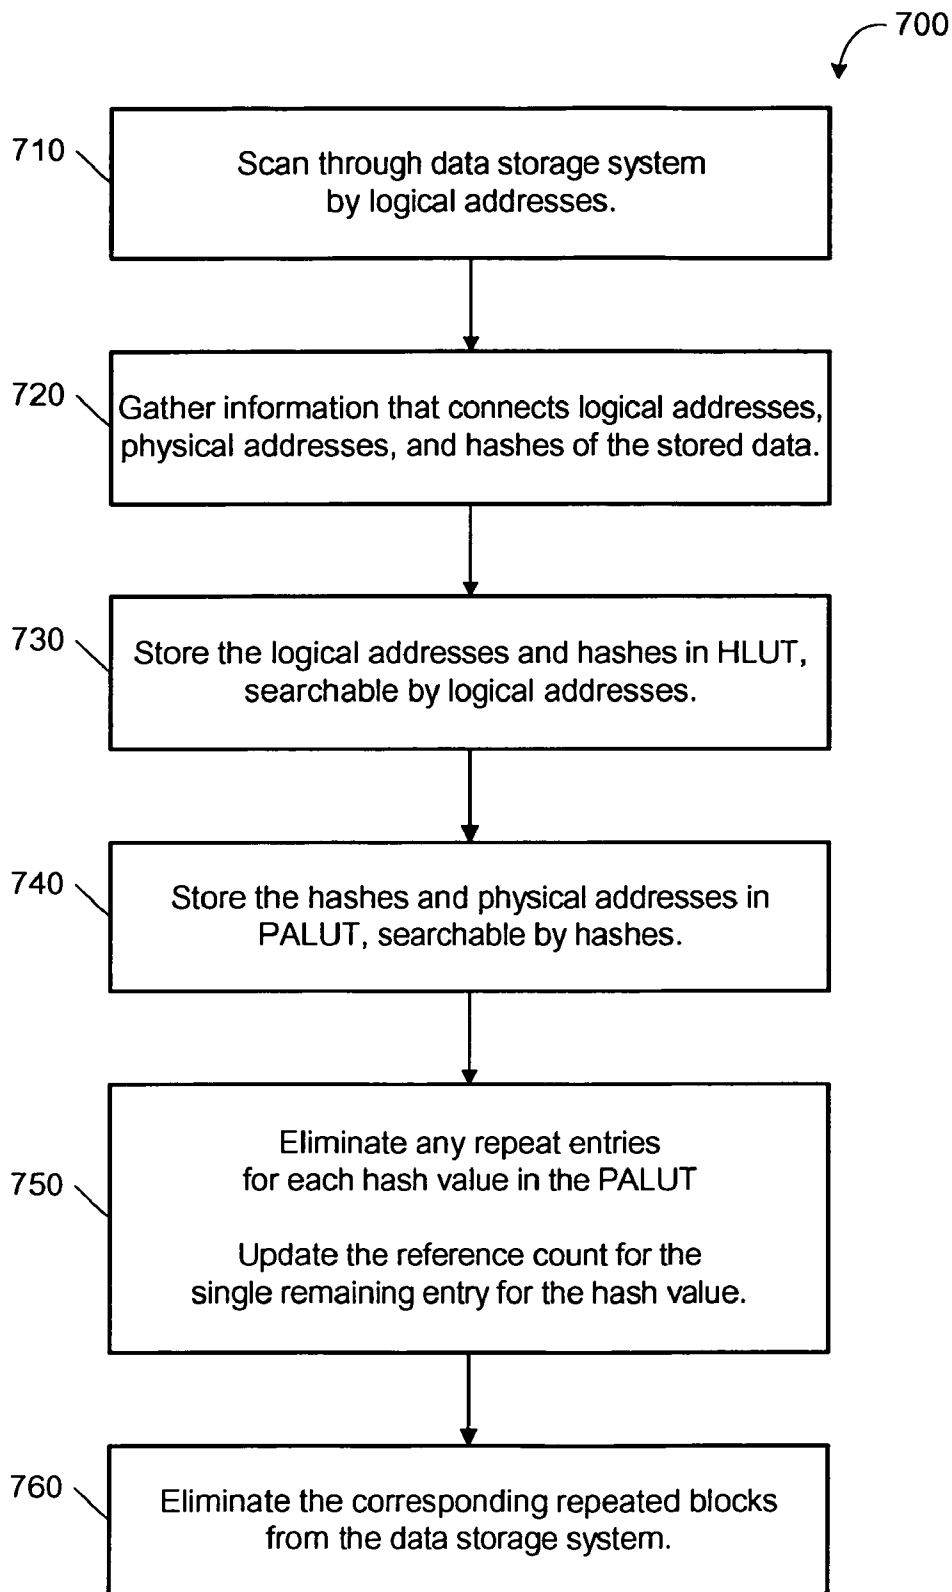 700
710
Scan through data storage system
by logical addresses.
720
Gather information that connects logical addresses,
physical addresses, and hashes of the stored data.
730
Store the logical addresses and hashes in HLUT,
searchable by logical addresses.
740
Store the hashes and physical addresses in
PALUT, searchable by hashes.
750
Eliminate any repeat entries
for each hash value in the PALUT
Update the reference count for the
single remaining entry for the hash value.
760
Eliminate the corresponding repeated blocks
from the data storage system.